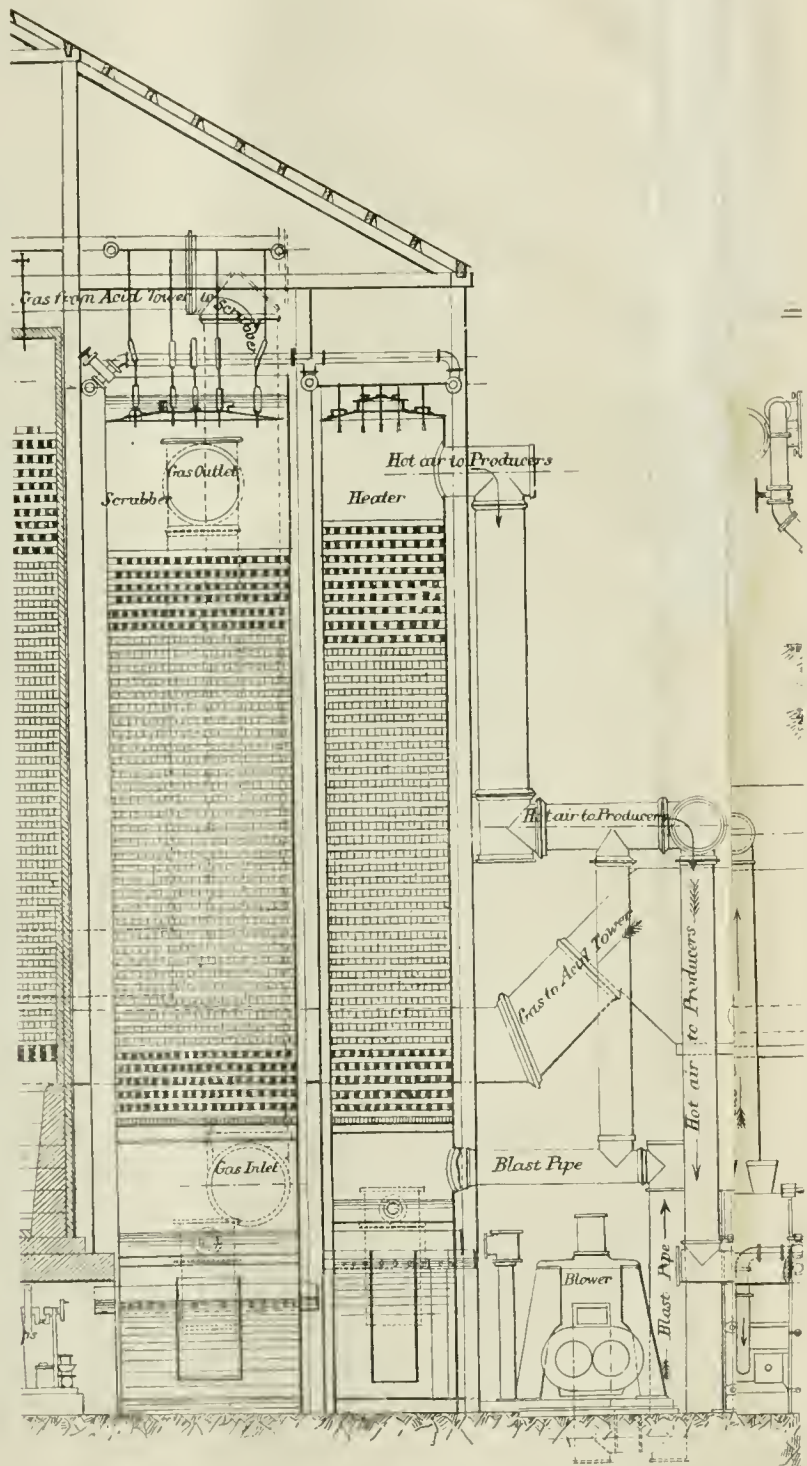 Gas from Acid Tower to Scrubber
Gas Outlet
Scrubber
Hot air to Producers
Heater
Hot air to Producers
Gas to Acid Tower
Hot air to Producers
Gas Inlet
Blast Pipe
Blower
Blast Pipe